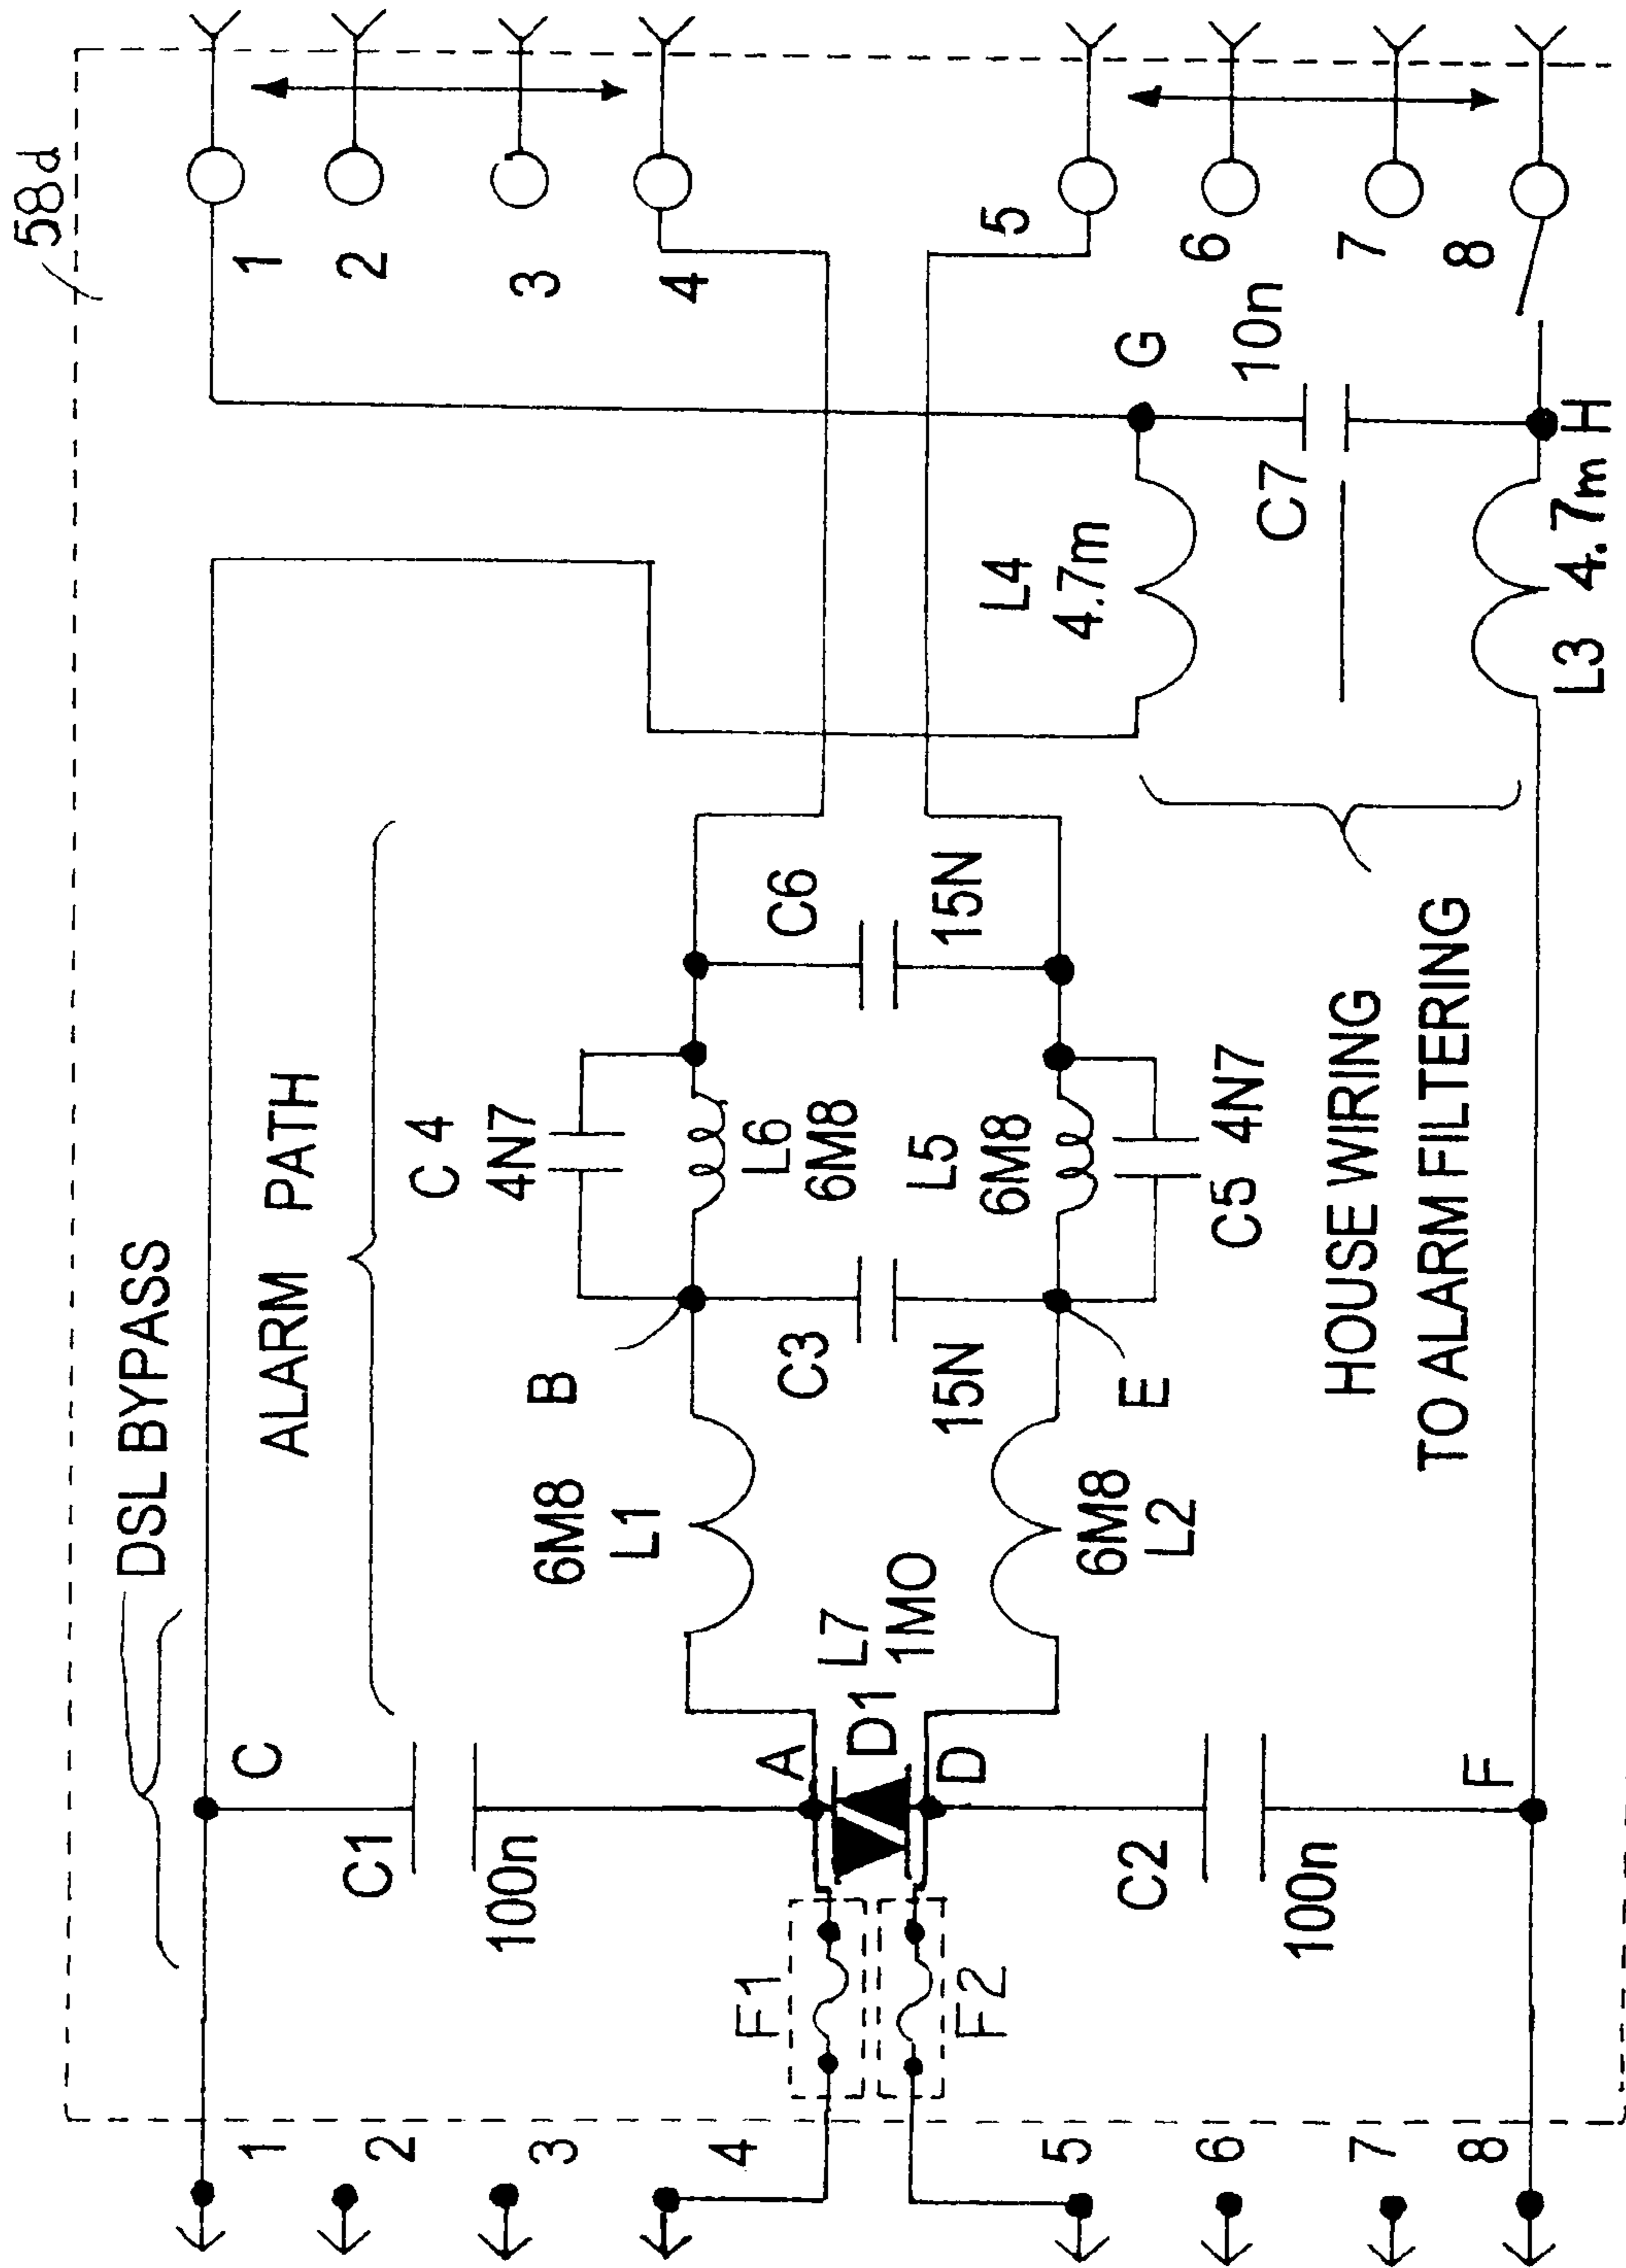 58d
DSL BYPASS
ALARM PATH
1
2
3
4
5
6
7
8
1
2
3
4
5
6
7
8
C
C1
100n
A
D1
D
L7
1MO
C2
100n
F
F1
F2
6M8
L1
6M8
L2
B
E
C3
15N
C 4
4N7
L6
6M8
L5
6M8
C5 4N7
C6
15N
L4
4.7m
G
C7
10n
H
L3 4.7m
HOUSE WIRING
TO ALARM FILTERING